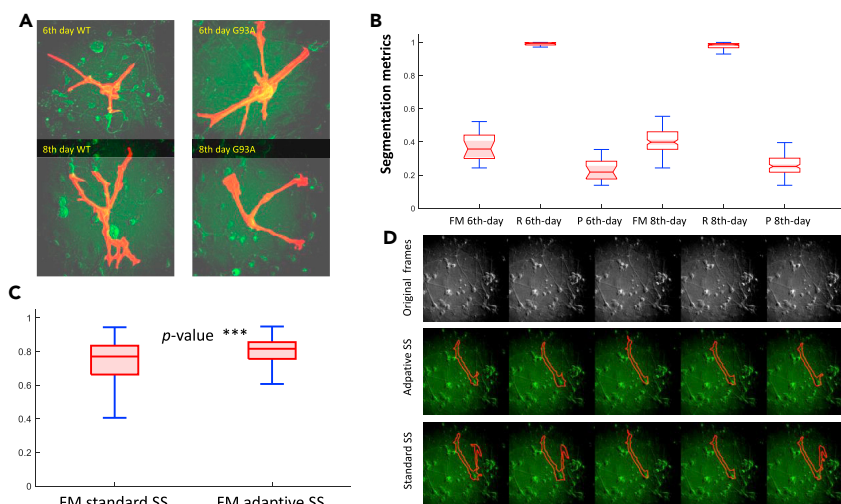 A
6th day WT
6th day G93A
8th day WT
8th day G93A
B
Segmentation metrics
1
0.8
0.6
0.4
0.2
0
FM 6th-day
R 6th-day
P 6th-day
FM 8th-day
R 8th-day
P 8th-day
C
1
0.8
0.6
0.4
0.2
0
p-value ***
FM standard SS
FM adaptive SS
D
Original frames
Adpative SS
Standard SS